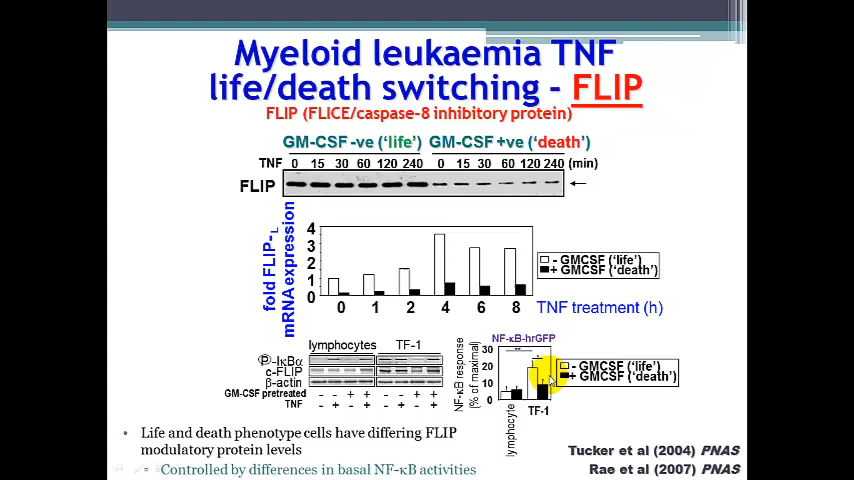 Myeloid leukaemia TNF
life/death switching - FLIP
FLIP (FLICE/caspase-8 inhibitory protein)
GM-CSF -ve ('life') GM-CSF +ve ('death')
TNF 0 15 30 60 120 240 0 15 30 60 120 240 (min)
FLIP
fold FLIP-L
mRNA expression
4
3
2
1
0
0 1 2 4 6 8 TNF treatment (h)
- GMCSF ('life')
+ GMCSF ('death')
lymphocytes TF-1
P-IκBα
c-FLIP
β-actin
GM-CSF pretreated - - + + - - + +
TNF - + - + - + - +
NF-κB-hrGFP
NF-κB response
(% of maximal)
30
20
10
0
** *
lymphocyte TF-1
- GMCSF ('life')
+ GMCSF ('death')
• Life and death phenotype cells have differing FLIP
modulatory protein levels
▫ Controlled by differences in basal NF-κB activities
Tucker et al (2004) PNAS
Rae et al (2007) PNAS